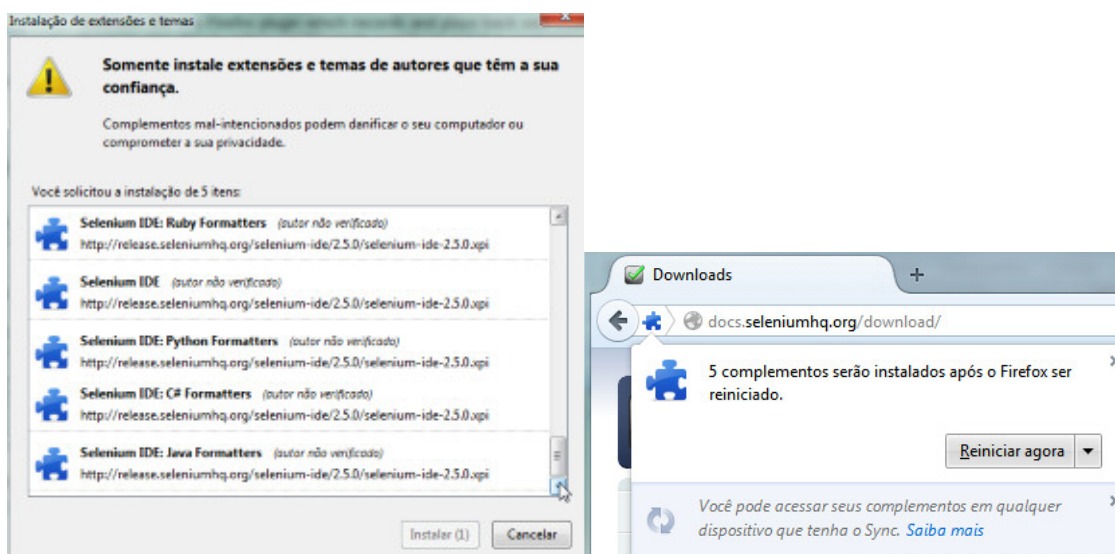 Instalação de extensões e temas
Somente instale extensões e temas de autores que têm a sua
confiança.
Complementos mal-intencionados podem danificar o seu computador ou
comprometer a sua privacidade.
Você solicitou a instalação de 5 itens:
Selenium IDE: Ruby Formatters (autor não verificado)
http://release.seleniumhq.org/selenium-ide/2.5.0/selenium-ide-2.5.0.xpi
Selenium IDE (autor não verificado)
http://release.seleniumhq.org/selenium-ide/2.5.0/selenium-ide-2.5.0.xpi
Selenium IDE: Python Formatters (autor não verificado)
http://release.seleniumhq.org/selenium-ide/2.5.0/selenium-ide-2.5.0.xpi
Selenium IDE: C# Formatters (autor não verificado)
http://release.seleniumhq.org/selenium-ide/2.5.0/selenium-ide-2.5.0.xpi
Selenium IDE: Java Formatters (autor não verificado)
http://release.seleniumhq.org/selenium-ide/2.5.0/selenium-ide-2.5.0.xpi
Instalar (1) Cancelar
Downloads
docs.seleniumhq.org/download/
5 complementos serão instalados após o Firefox ser
reiniciado.
Reiniciar agora
Você pode acessar seus complementos em qualquer
dispositivo que tenha o Sync. Saiba mais